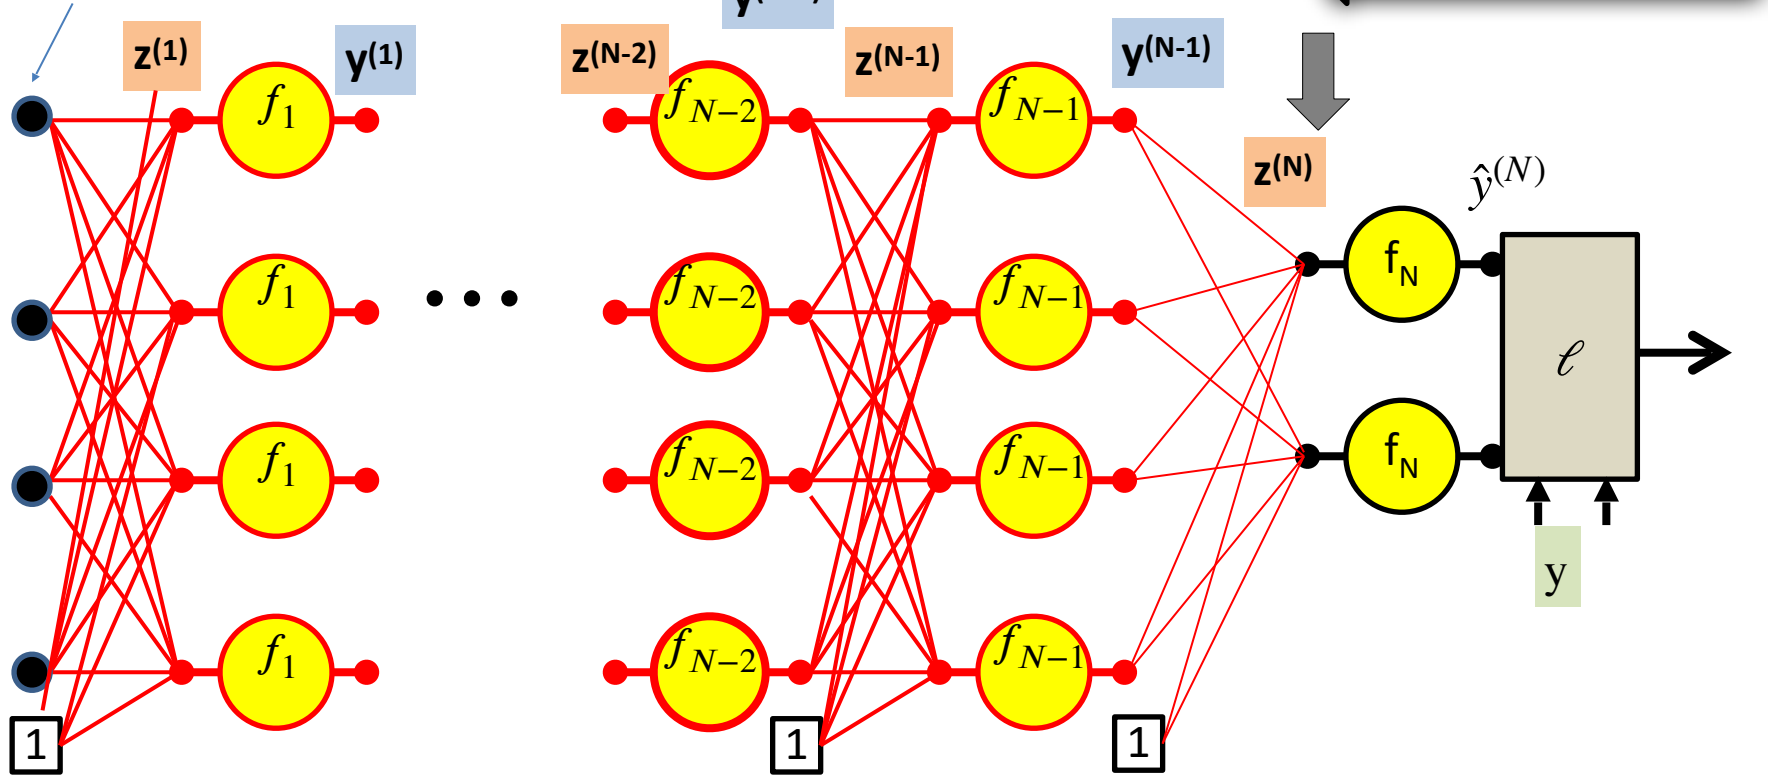 z(1)
y(1)
z(N-2)
z(N-1)
y(N-1)
z(N)
ŷ(N)
f1
fN−2
fN−1
fN
f1
fN−2
fN−1
ℓ
f1
fN−2
fN−1
fN
y
f1
fN−2
fN−1
1
1
1